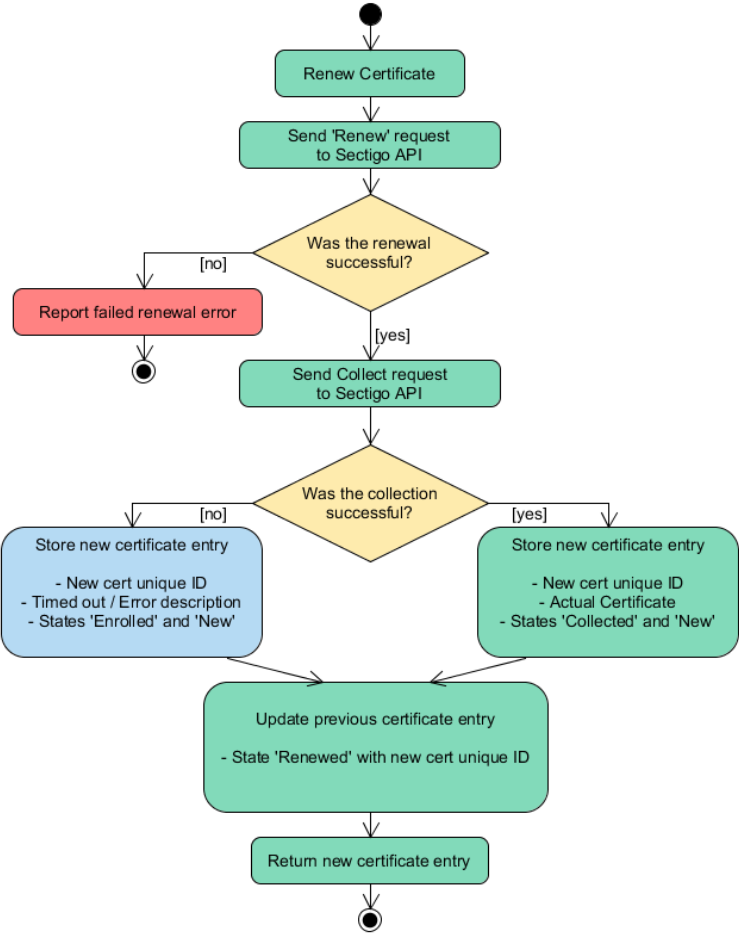 Renew Certificate
Send 'Renew' request
to Sectigo API
Was the renewal
successful?
[no]
Report failed renewal error
[yes]
Send Collect request
to Sectigo API
Was the collection
successful?
[no]
[yes]
Store new certificate entry
- New cert unique ID
- Timed out / Error description
- States 'Enrolled' and 'New'
Store new certificate entry
- New cert unique ID
- Actual Certificate
- States 'Collected' and 'New'
Update previous certificate entry
- State 'Renewed' with new cert unique ID
Return new certificate entry